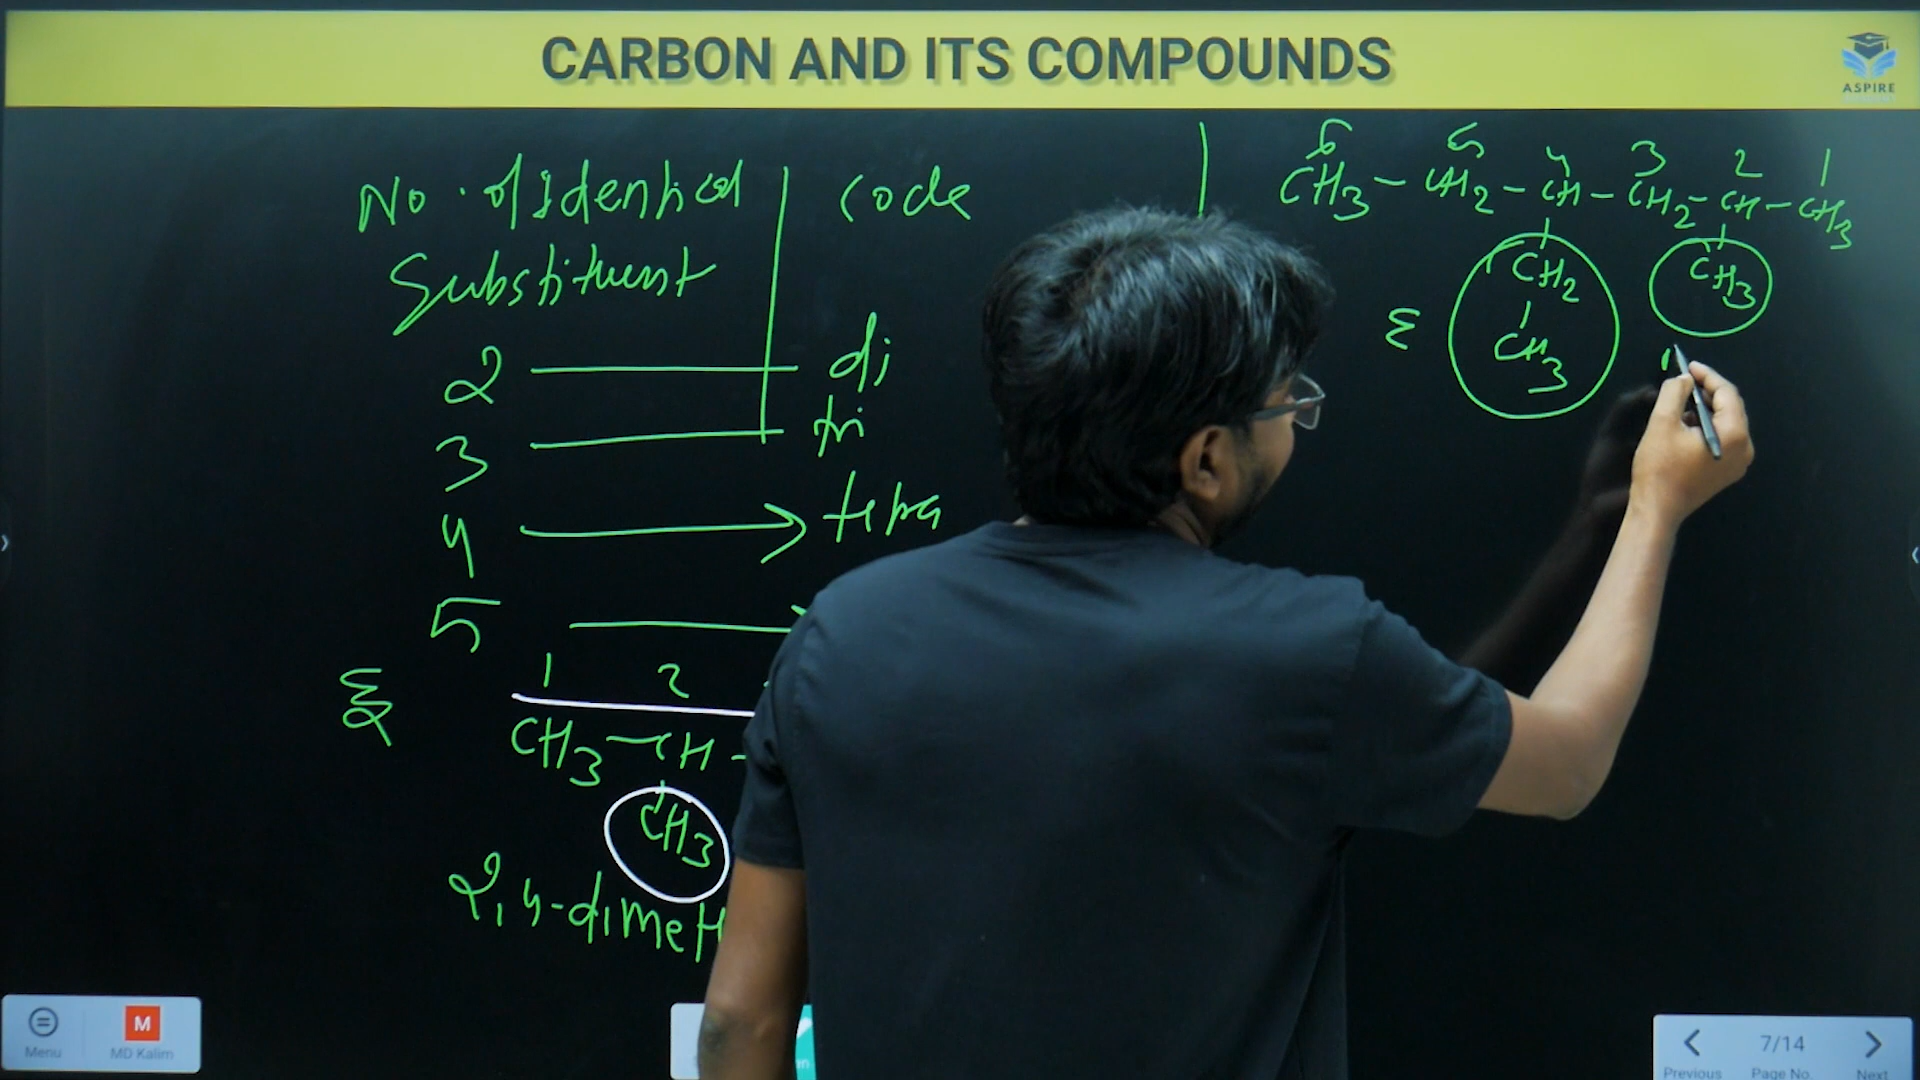 CARBON AND ITS COMPOUNDS
ASPIRE
No. of Identical Substituent | code
2 — di
3 — tri
4 → tetra
5 —
1 2
CH3 – CH –
CH3
2,4-dimeth
6 5 4 3 2 1
CH3 – CH2 – CH – CH2 – CH – CH3
CH2
CH3
CH3
Menu
MD Kalim
7/14
Previous
Page No.
Next